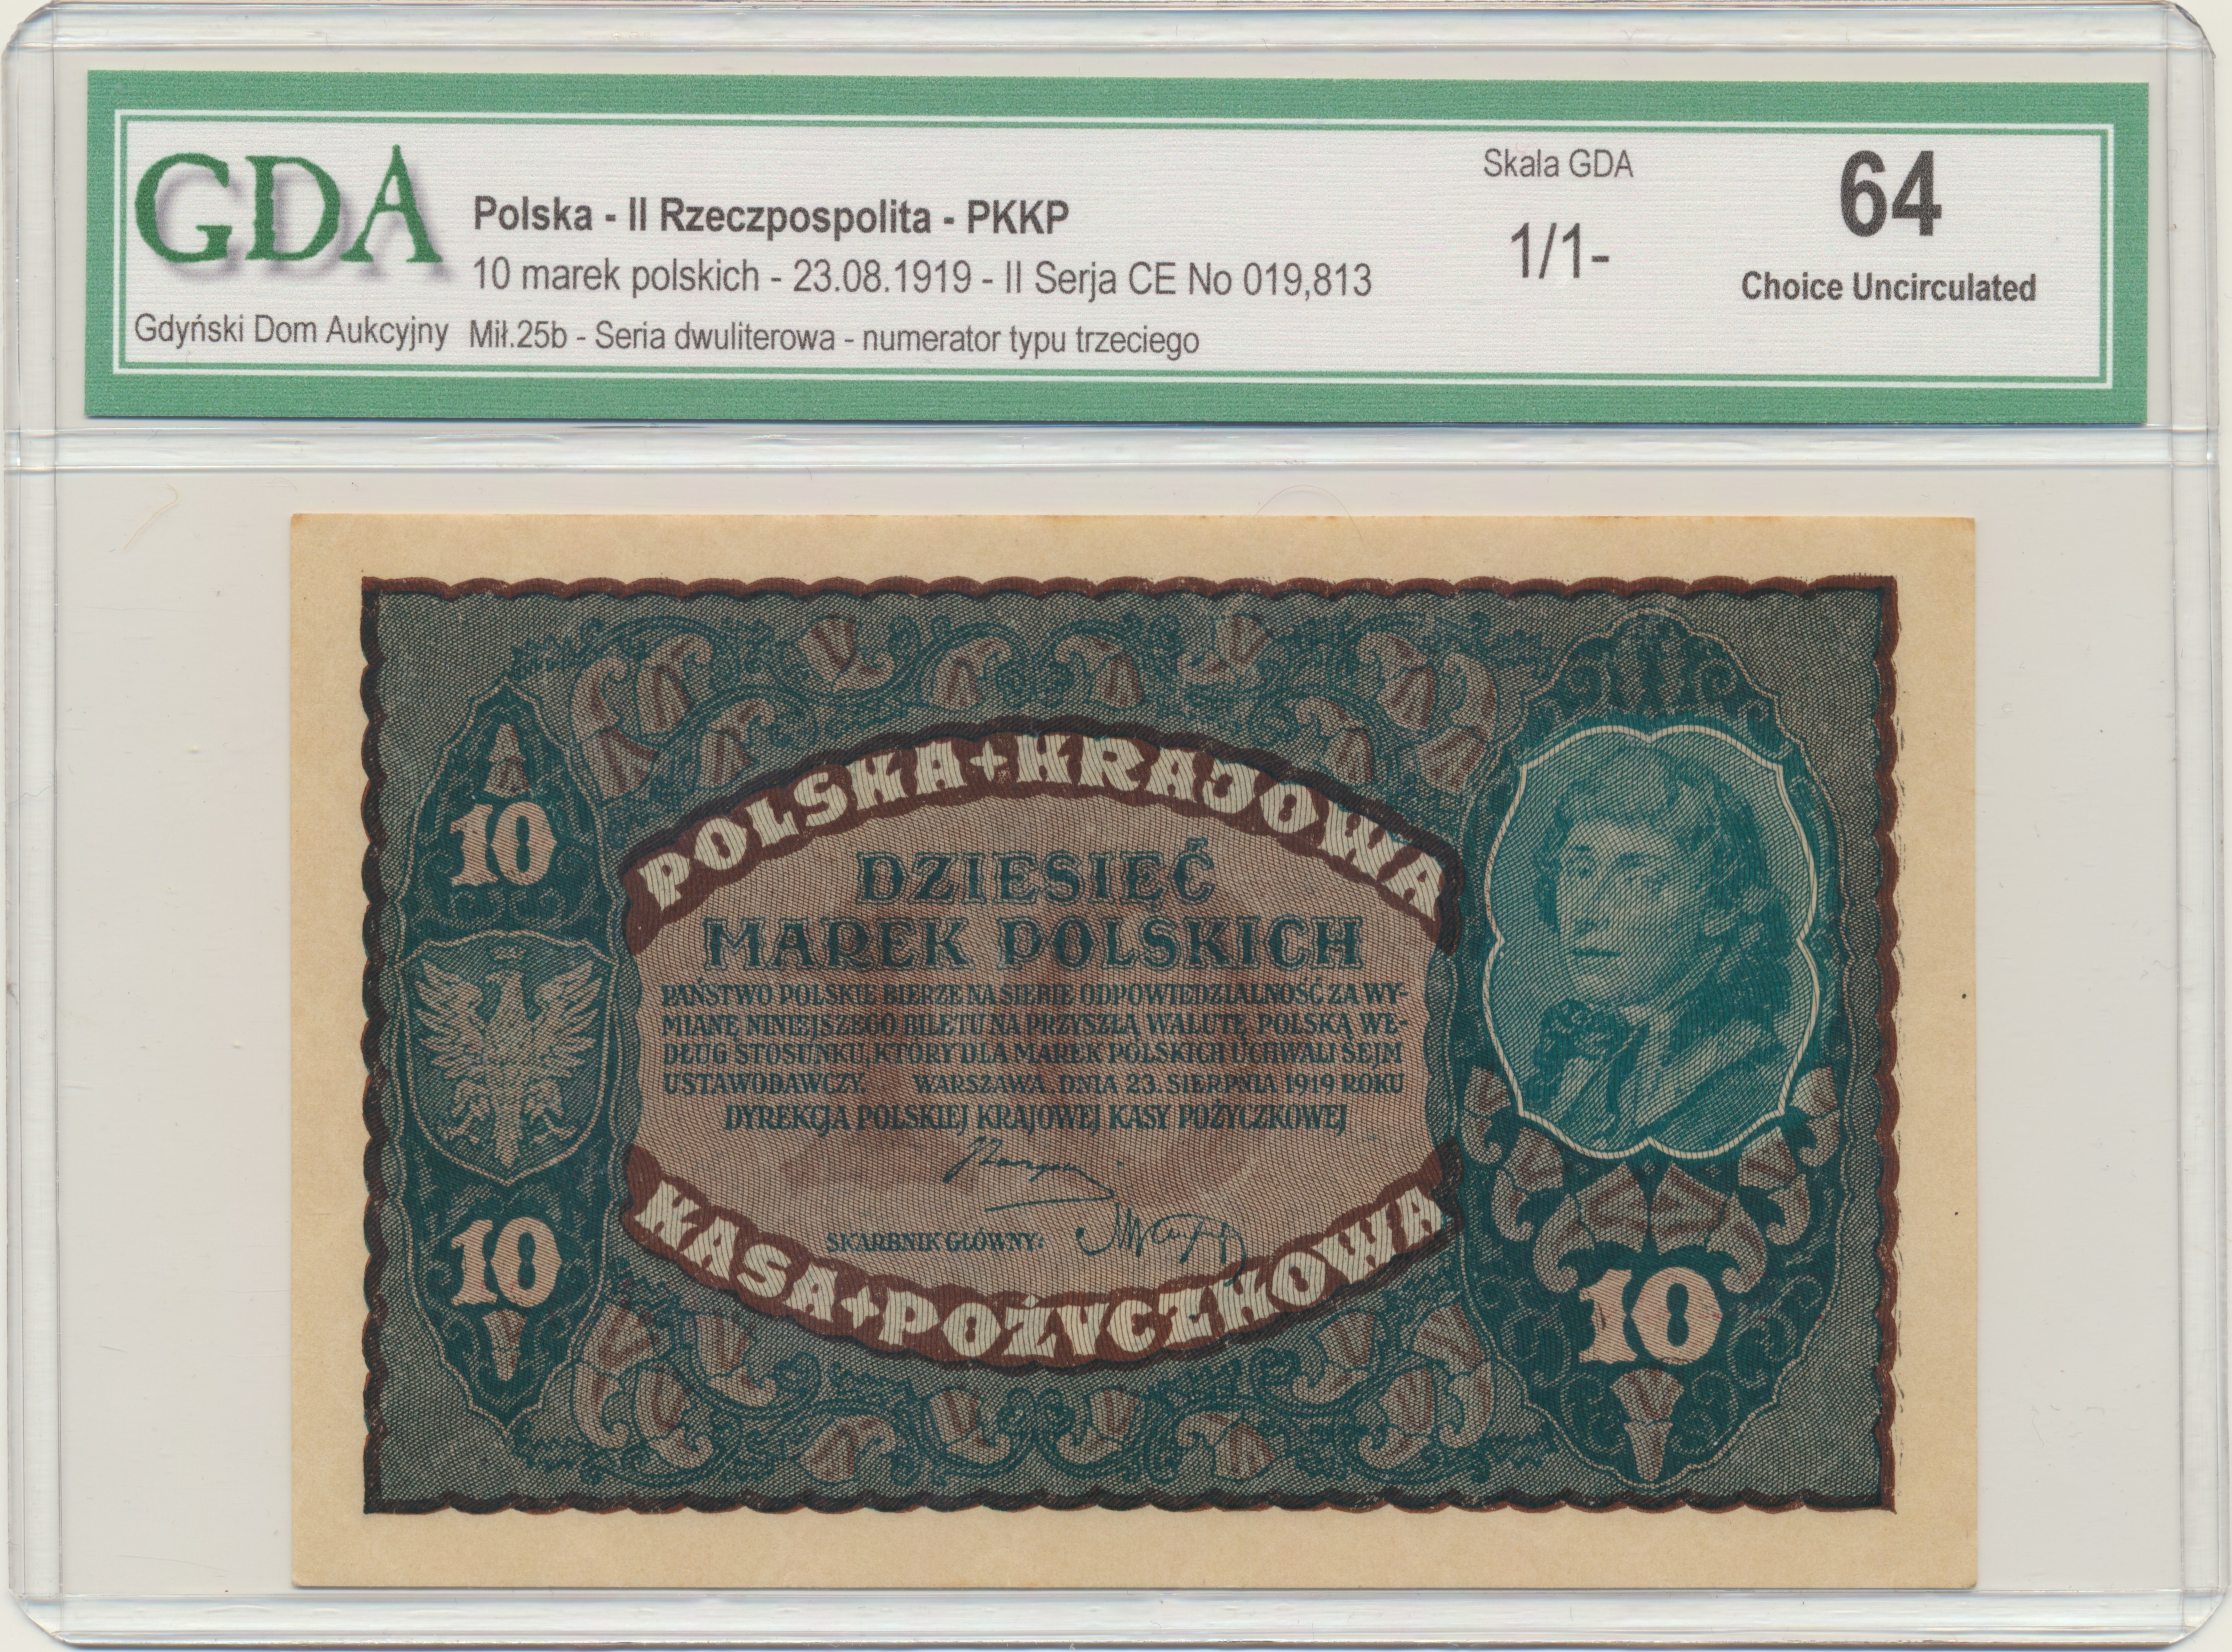 GDA
Gdyński Dom Aukcyjny
Polska - II Rzeczpospolita - PKKP
10 marek polskich - 23.08.1919 - II Serja CE No 019,813
Mił.25b - Seria dwuliterowa - numerator typu trzeciego
Skala GDA
1/1-
64
Choice Uncirculated
10
POLSKA+KRAJOWA
DZIESIĘĆ
MAREK POLSKICH
PAŃSTWO POLSKIE BIERZE NA SIEBIE ODPOWIEDZIALNOŚĆ ZA WY-
MIANĘ NINIEJSZEGO BILETU NA PRZYSZŁĄ WALUTĘ POLSKĄ WE-
DŁUG STOSUNKU, KTÓRY DLA MAREK POLSKICH UCHWALI SEJM
USTAWODAWCZY. WARSZAWA, DNIA 23. SIERPNIA 1919 ROKU
DYREKCJA POLSKIEJ KRAJOWEJ KASY POŻYCZKOWEJ
SKARBNIK GŁÓWNY:
KASA+POŻYCZKOWA
10
10